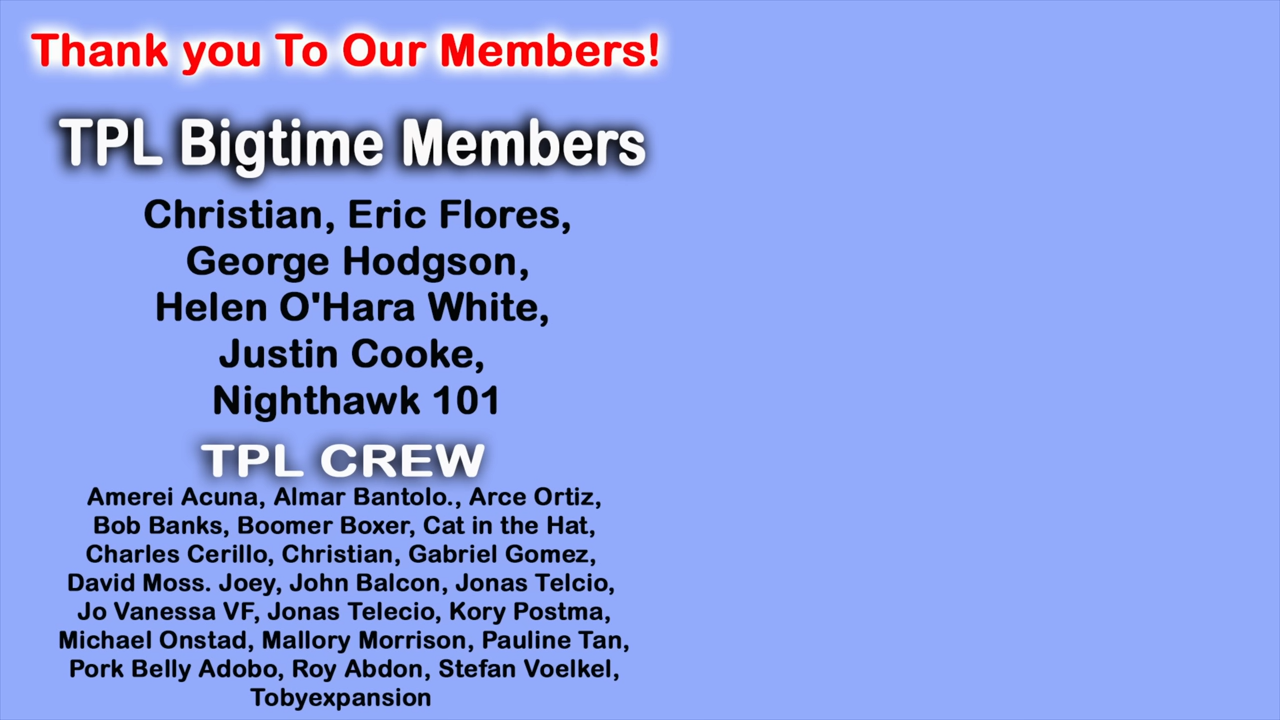 Thank you To Our Members!
TPL Bigtime Members
Christian, Eric Flores,
George Hodgson,
Helen O'Hara White,
Justin Cooke,
Nighthawk 101
TPL CREW
Amerei Acuna, Almar Bantolo., Arce Ortiz,
Bob Banks, Boomer Boxer, Cat in the Hat,
Charles Cerillo, Christian, Gabriel Gomez,
David Moss. Joey, John Balcon, Jonas Telcio,
Jo Vanessa VF, Jonas Telecio, Kory Postma,
Michael Onstad, Mallory Morrison, Pauline Tan,
Pork Belly Adobo, Roy Abdon, Stefan Voelkel,
Tobyexpansion